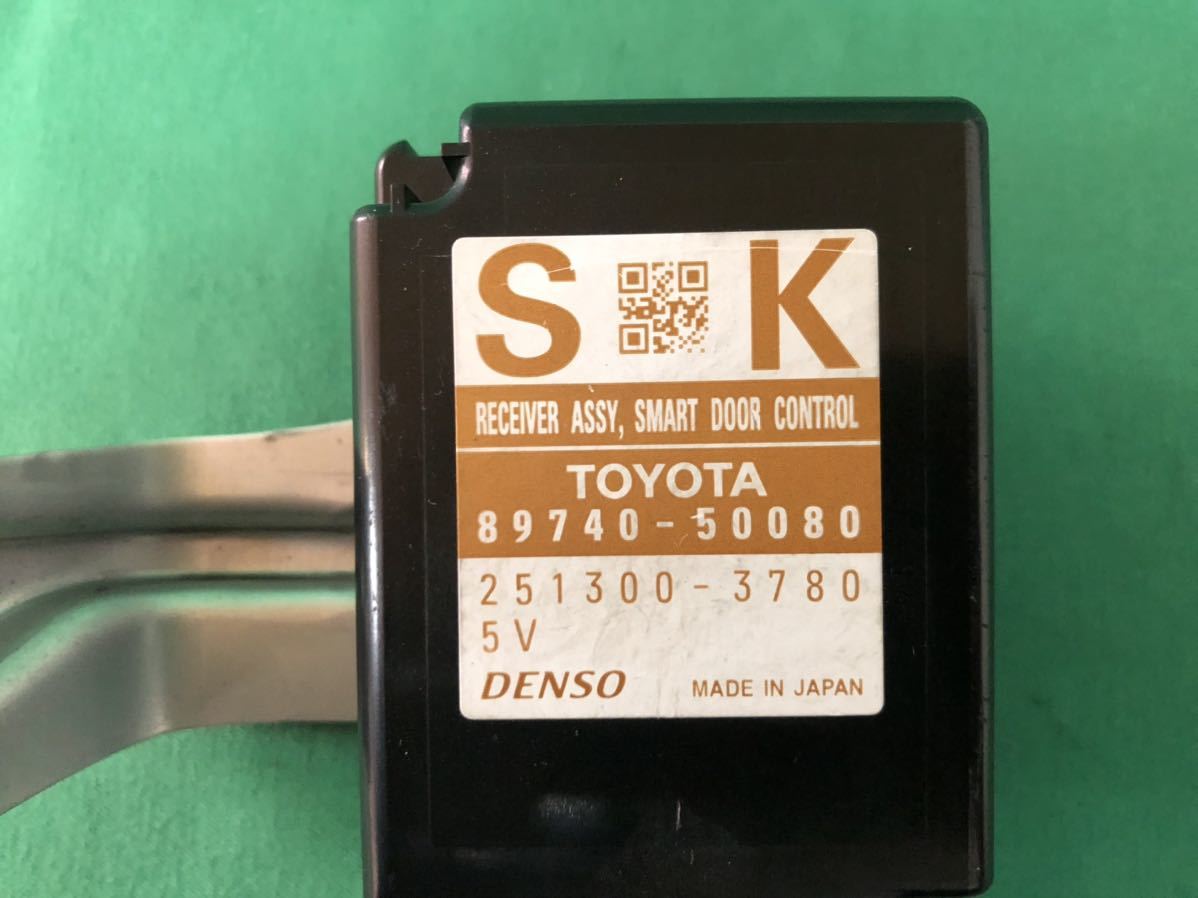 S K
RECEIVER ASSY, SMART DOOR CONTROL
TOYOTA
89740-50080
251300-3780
5V
DENSO MADE IN JAPAN